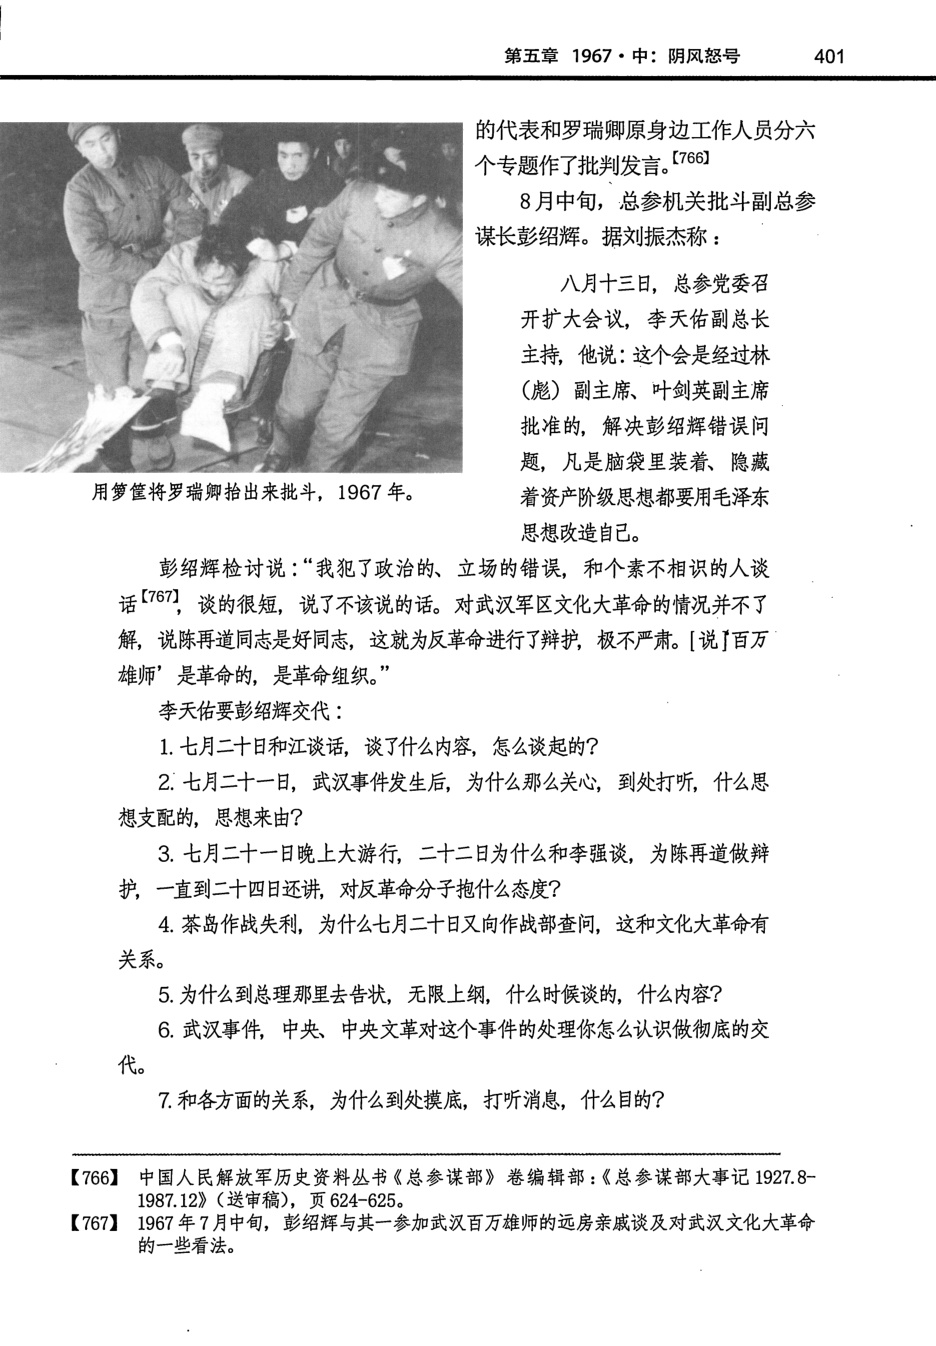 第五章 1967·中：阴风怒号 401
的代表和罗瑞卿原身边工作人员分六
个专题作了批判发言。【766】
8月中旬，总参机关批斗副总参
谋长彭绍辉。据刘振杰称：
八月十三日，总参党委召
开扩大会议，李天佑副总长
主持，他说：这个会是经过林
（彪）副主席、叶剑英副主席
批准的，解决彭绍辉错误问
题，凡是脑袋里装着、隐藏
着资产阶级思想都要用毛泽东
思想改造自己。
用箩筐将罗瑞卿抬出来批斗，1967年。
彭绍辉检讨说：“我犯了政治的、立场的错误，和个素不相识的人谈
话【767】，谈的很短，说了不该说的话。对武汉军区文化大革命的情况并不了
解，说陈再道同志是好同志，这就为反革命进行了辩护，极不严肃。[说]‘百万
雄师’是革命的，是革命组织。”
李天佑要彭绍辉交代：
1. 七月二十日和江谈话，谈了什么内容，怎么谈起的？
2. 七月二十一日，武汉事件发生后，为什么那么关心，到处打听，什么思
想支配的，思想来由？
3. 七月二十一日晚上大游行，二十二日为什么和李强谈，为陈再道做辩
护，一直到二十四日还讲，对反革命分子抱什么态度？
4. 茶岛作战失利，为什么七月二十日又向作战部查问，这和文化大革命有
关系。
5. 为什么到总理那里去告状，无限上纲，什么时候谈的，什么内容？
6. 武汉事件，中央、中央文革对这个事件的处理你怎么认识做彻底的交
代。
7. 和各方面的关系，为什么到处摸底，打听消息，什么目的？
【766】 中国人民解放军历史资料丛书《总参谋部》卷编辑部：《总参谋部大事记 1927.8-
1987.12》（送审稿），页 624-625。
【767】 1967年7月中旬，彭绍辉与其一参加武汉百万雄师的远房亲戚谈及对武汉文化大革命
的一些看法。